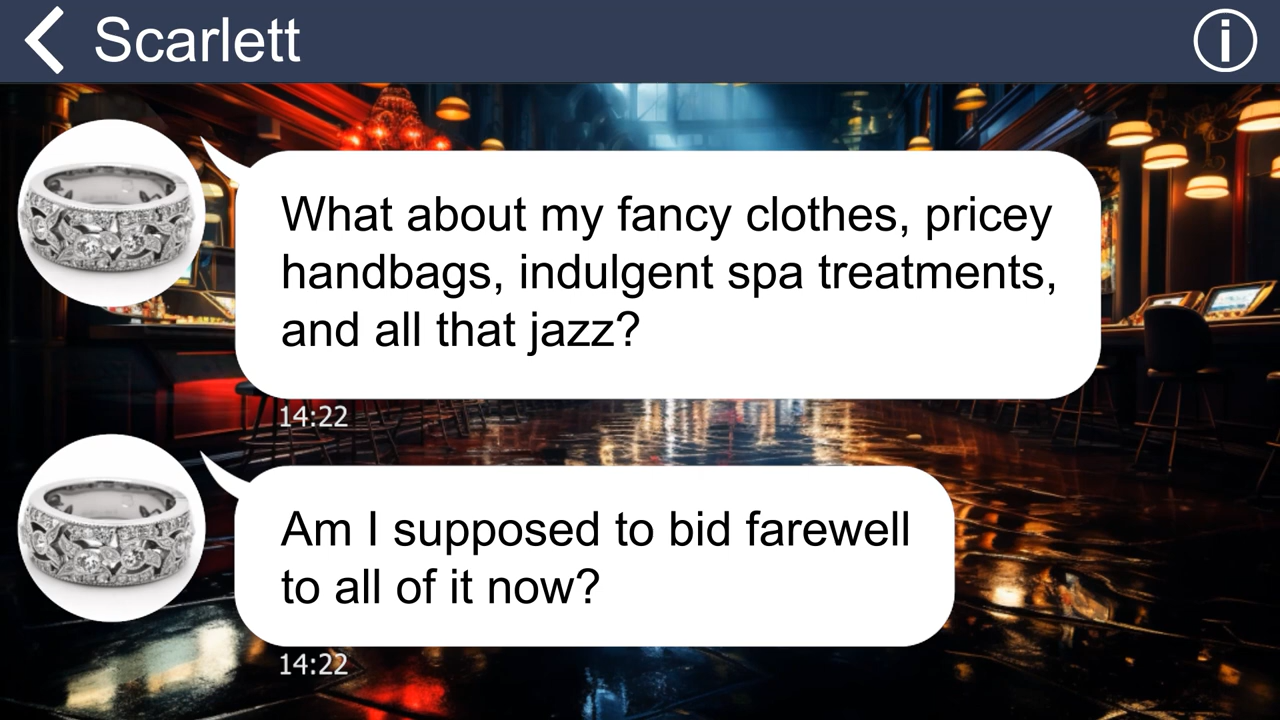 Scarlett
What about my fancy clothes, pricey
handbags, indulgent spa treatments,
and all that jazz?
14:22
Am I supposed to bid farewell
to all of it now?
14:22